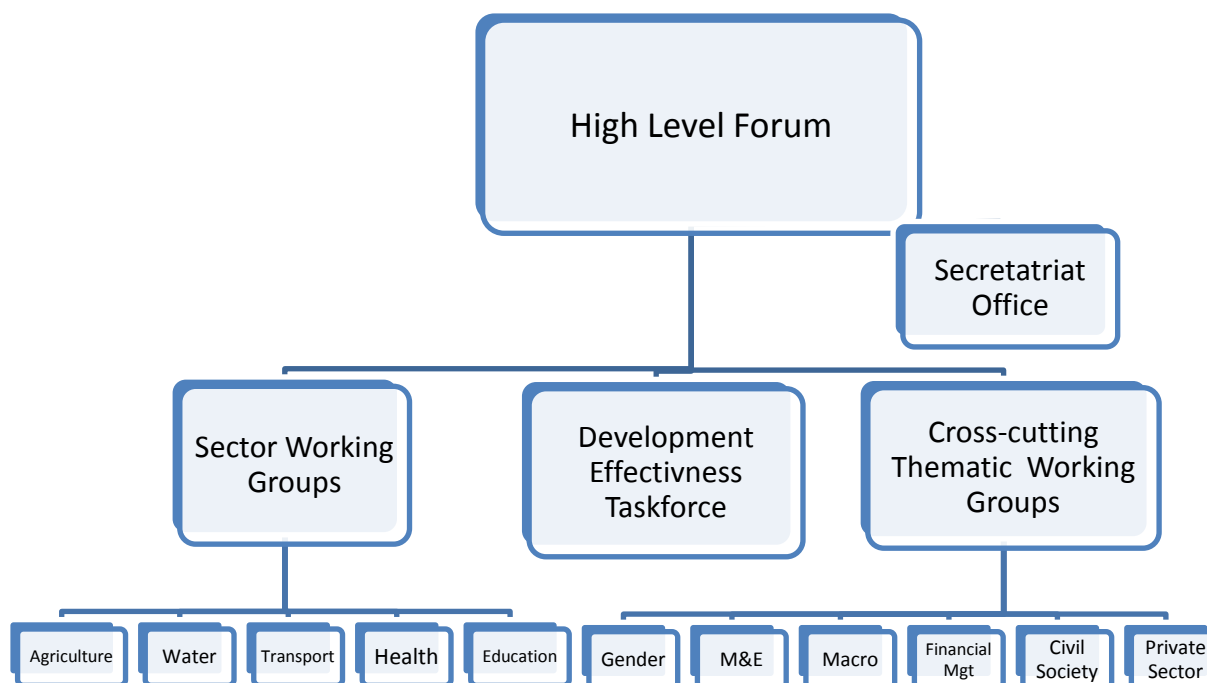 High Level Forum
Secretatriat
Office
Sector Working
Groups
Development
Effectivness
Taskforce
Cross-cutting
Thematic  Working
Groups
Agriculture
Water
Transport
Health
Education
Gender
M&E
Macro
Financial
Mgt
Civil
Society
Private
Sector